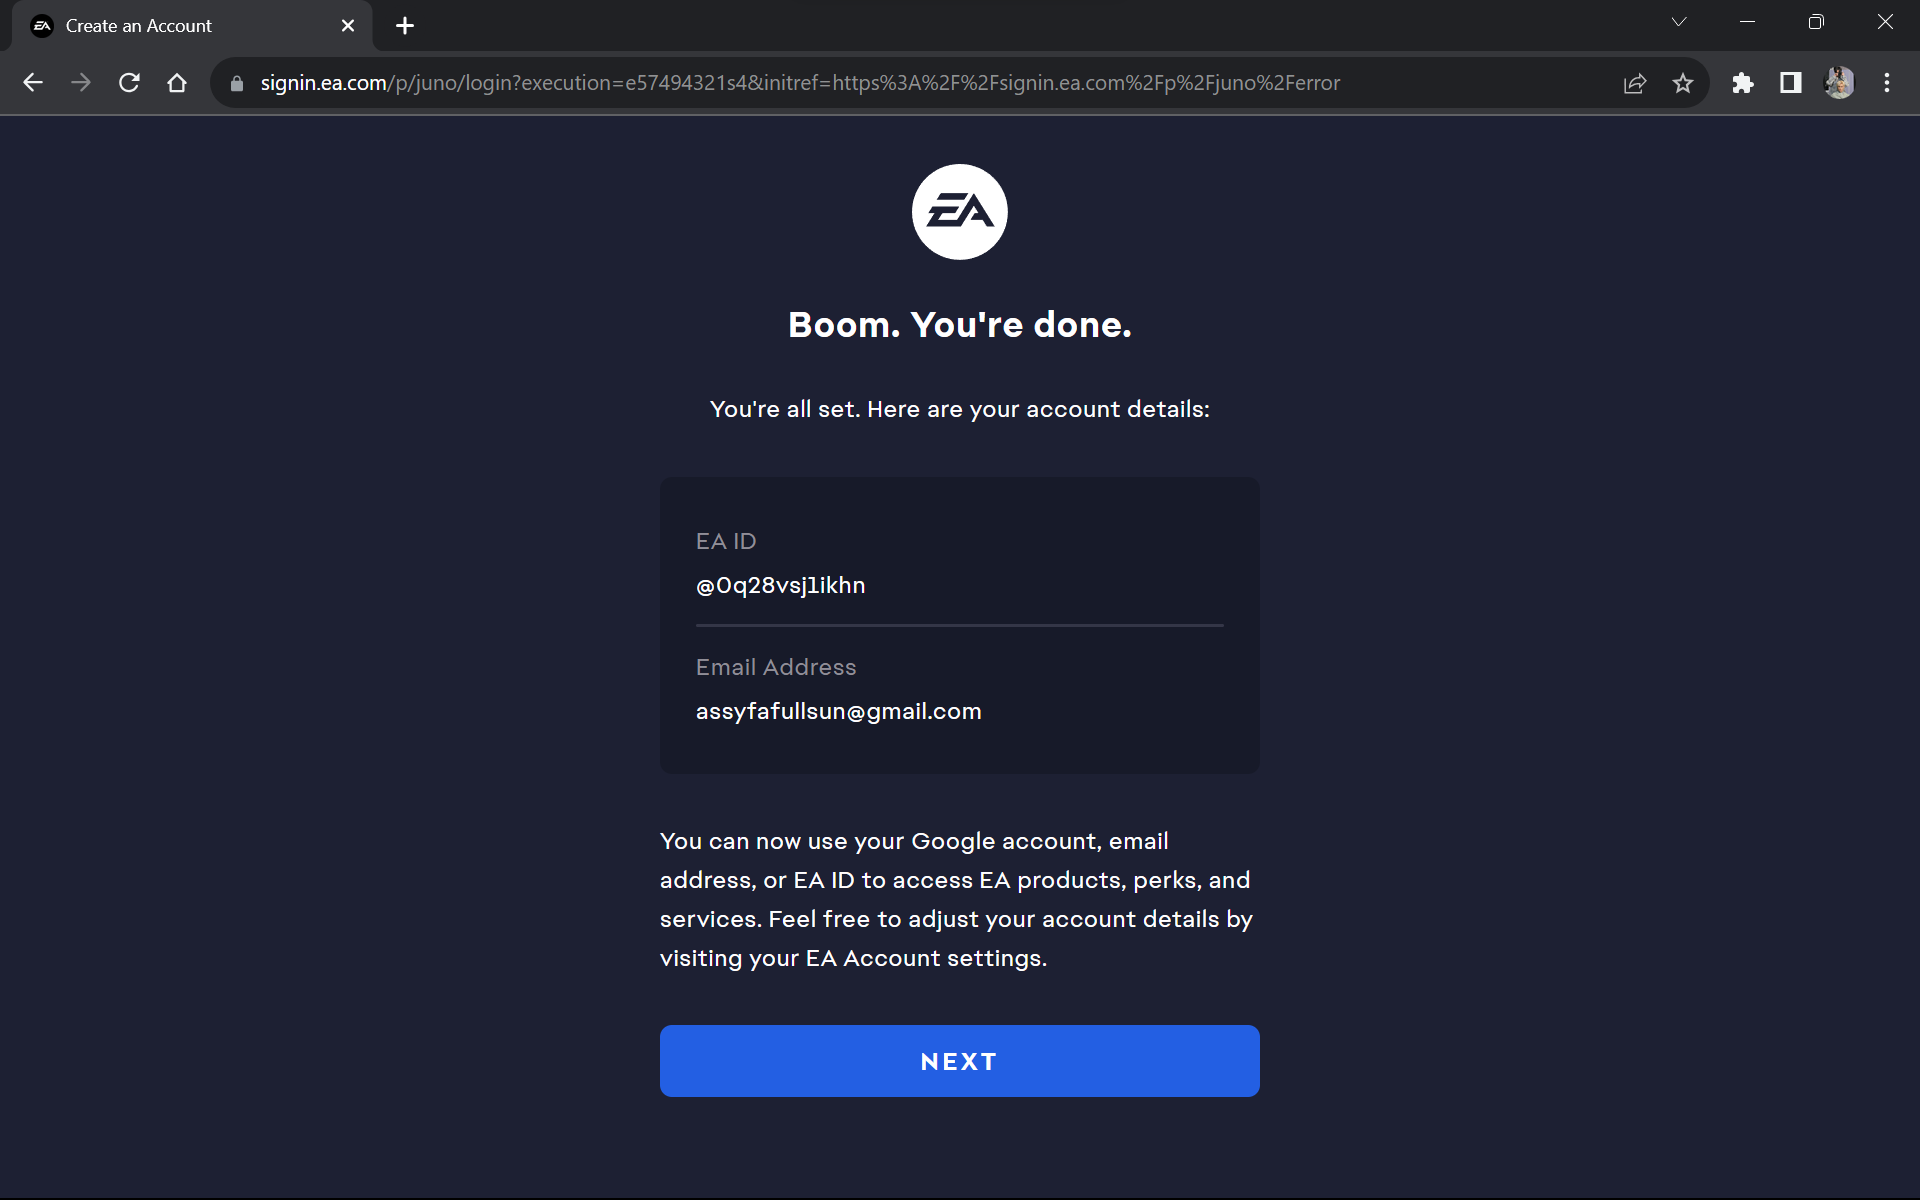 Create an Account
signin.ea.com/p/juno/login?execution=e57494321s4&initref=https%3A%2F%2Fsignin.ea.com%2Fp%2Fjuno%2Ferror
EA
Boom. You're done.
You're all set. Here are your account details:
EA ID
@0q28vsj1ikhn
Email Address
assyfafullsun@gmail.com
You can now use your Google account, email
address, or EA ID to access EA products, perks, and
services. Feel free to adjust your account details by
visiting your EA Account settings.
NEXT